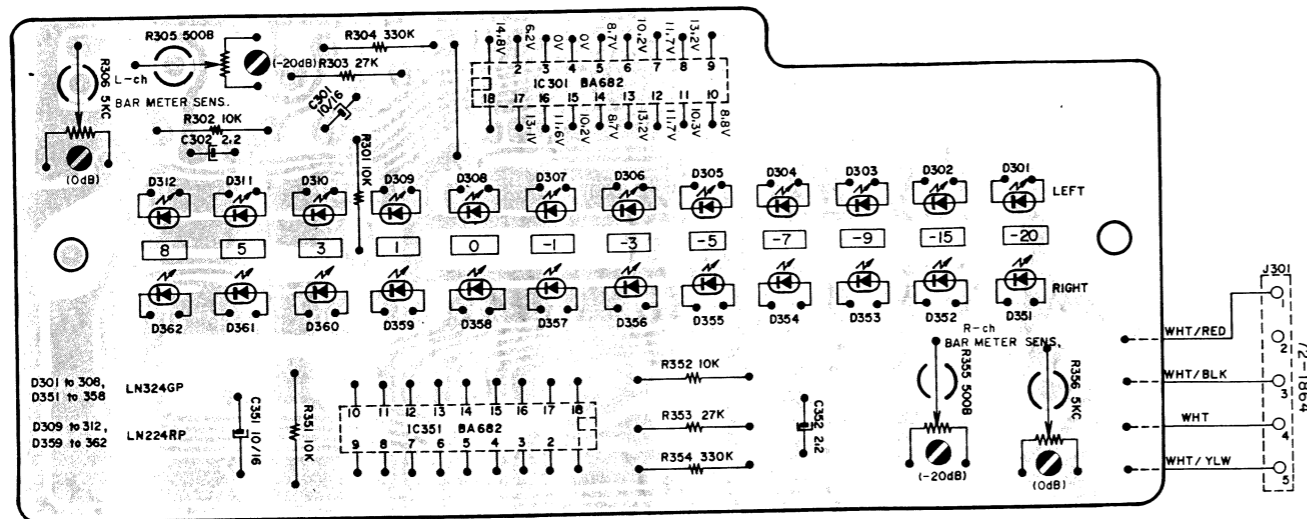 R305 500B
R304 330K
(-20dB)
R303 27K
R306 5KC
L-ch
BAR METER SENS.
C301 10/16
R302 10K
C302 2.2
(0dB)
R301 10K
14.8V 6.2V 0V 0V 8.7V 10.2V 11.7V 13.2V
2 3 4 5 6 7 8 9
IC301 BA682
18 17 16 15 14 13 12 11 10
13.1V 11.6V 10.2V 8.7V 13.2V 11.7V 10.3V 8.8V
D312 D311 D310 D309 D308 D307 D306 D305 D304 D303 D302 D301
LEFT
8 5 3 1 0 -1 -3 -5 -7 -9 -15 -20
RIGHT
D362 D361 D360 D359 D358 D357 D356 D355 D354 D353 D352 D351
J301
1
WHT/RED
2
WHT/BLK
3
WHT
4
WHT/YLW
5
72-1864
R-ch
BAR METER SENS.
R355 500B
R356 5KC
(-20dB)
(0dB)
D301 to 308,
D351 to 358
LN324GP
D309 to 312,
D359 to 362
LN224RP
C351 10/16
R351 10K
10 11 12 13 14 15 16 17 18
IC351 BA682
9 8 7 6 5 4 3 2
R352 10K
R353 27K
R354 330K
C352 2.2